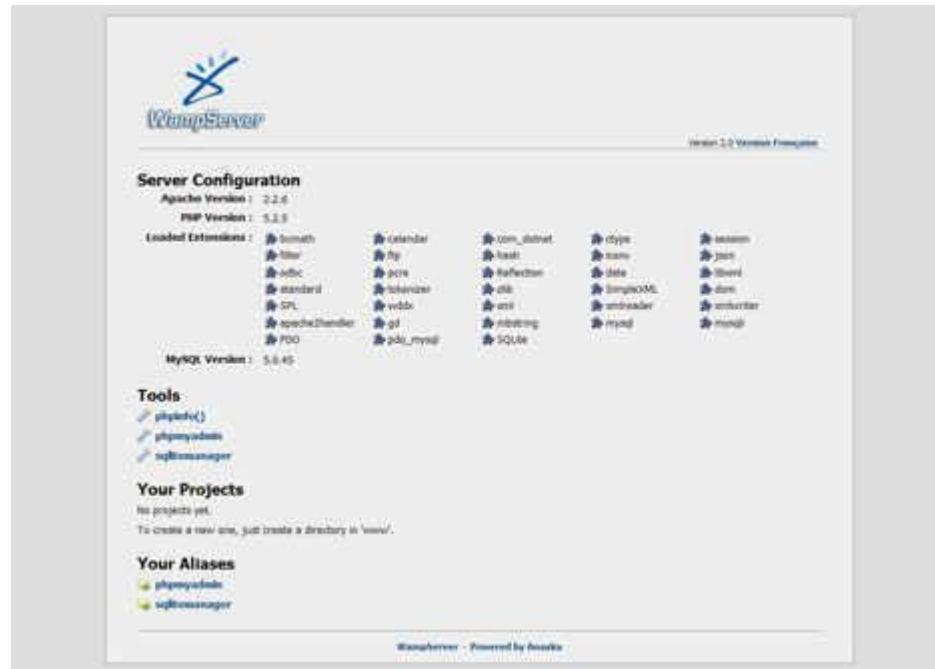 WampServer
Version 2.0 Version Française
Server Configuration
Apache Version : 2.2.6
PHP Version : 5.2.5
Loaded Extensions : bcmath calendar com_dotnet ctype session
filter ftp hash iconv json
odbc pcre Reflection date libxml
standard tokenizer zlib SimpleXML dom
SPL wddx xml xmlreader xmlwriter
apache2handler gd mbstring mysql mysqli
PDO pdo_mysql SQLite
MySQL Version : 5.0.45
Tools
phpinfo()
phpmyadmin
sqlitemanager
Your Projects
No projects yet.
To create a new one, just create a directory in 'www'.
Your Aliases
phpmyadmin
sqlitemanager
WampServer - Powered by Anaska